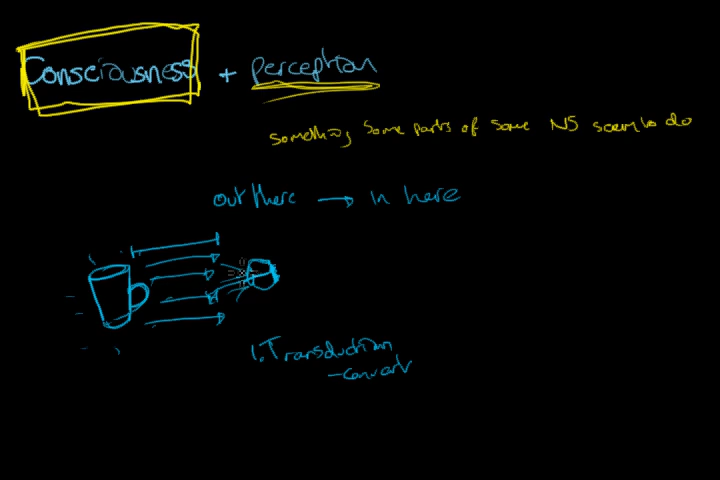 Consciousness + perception
something some parts of some NS seem to do
out there → in here
1. Transduction
- convert